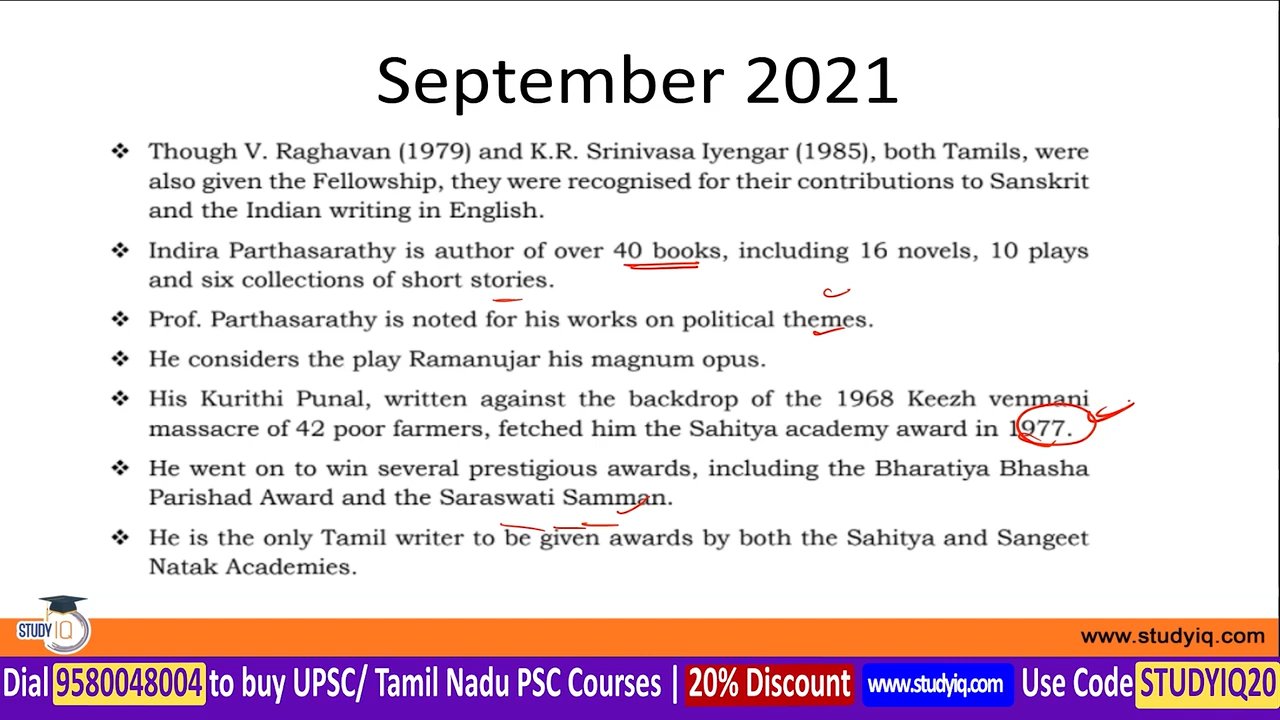 September 2021
❖ Though V. Raghavan (1979) and K.R. Srinivasa Iyengar (1985), both Tamils, were
also given the Fellowship, they were recognised for their contributions to Sanskrit
and the Indian writing in English.
❖ Indira Parthasarathy is author of over 40 books, including 16 novels, 10 plays
and six collections of short stories.
❖ Prof. Parthasarathy is noted for his works on political themes.
❖ He considers the play Ramanujar his magnum opus.
❖ His Kurithi Punal, written against the backdrop of the 1968 Keezh venmani
massacre of 42 poor farmers, fetched him the Sahitya academy award in 1977.
❖ He went on to win several prestigious awards, including the Bharatiya Bhasha
Parishad Award and the Saraswati Samman.
❖ He is the only Tamil writer to be given awards by both the Sahitya and Sangeet
Natak Academies.
STUDY IQ
www.studyiq.com
Dial 9580048004 to buy UPSC/ Tamil Nadu PSC Courses | 20% Discount www.studyiq.com Use Code STUDYIQ20